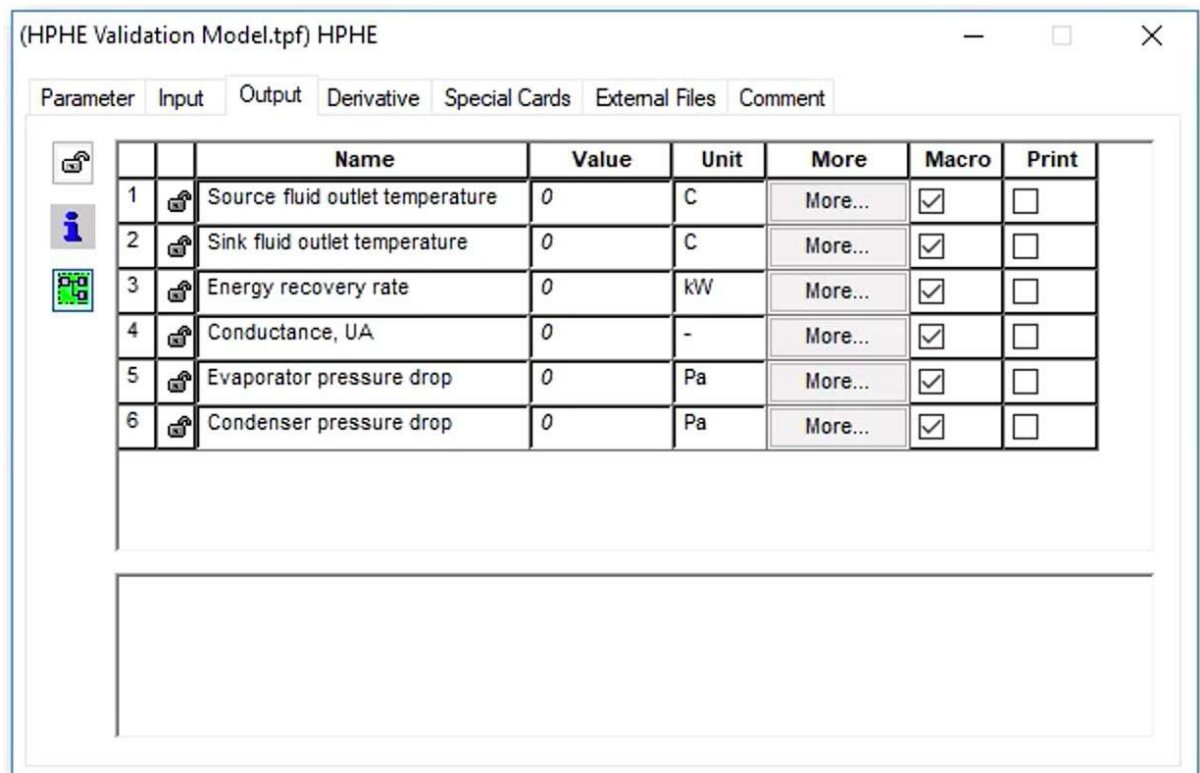 (HPHE Validation Model.tpf) HPHE
Parameter Input Output Derivative Special Cards External Files Comment
Name Value Unit More Macro Print
1 Source fluid outlet temperature 0 C More...
2 Sink fluid outlet temperature 0 C More...
3 Energy recovery rate 0 kW More...
4 Conductance, UA 0 - More...
5 Evaporator pressure drop 0 Pa More...
6 Condenser pressure drop 0 Pa More...